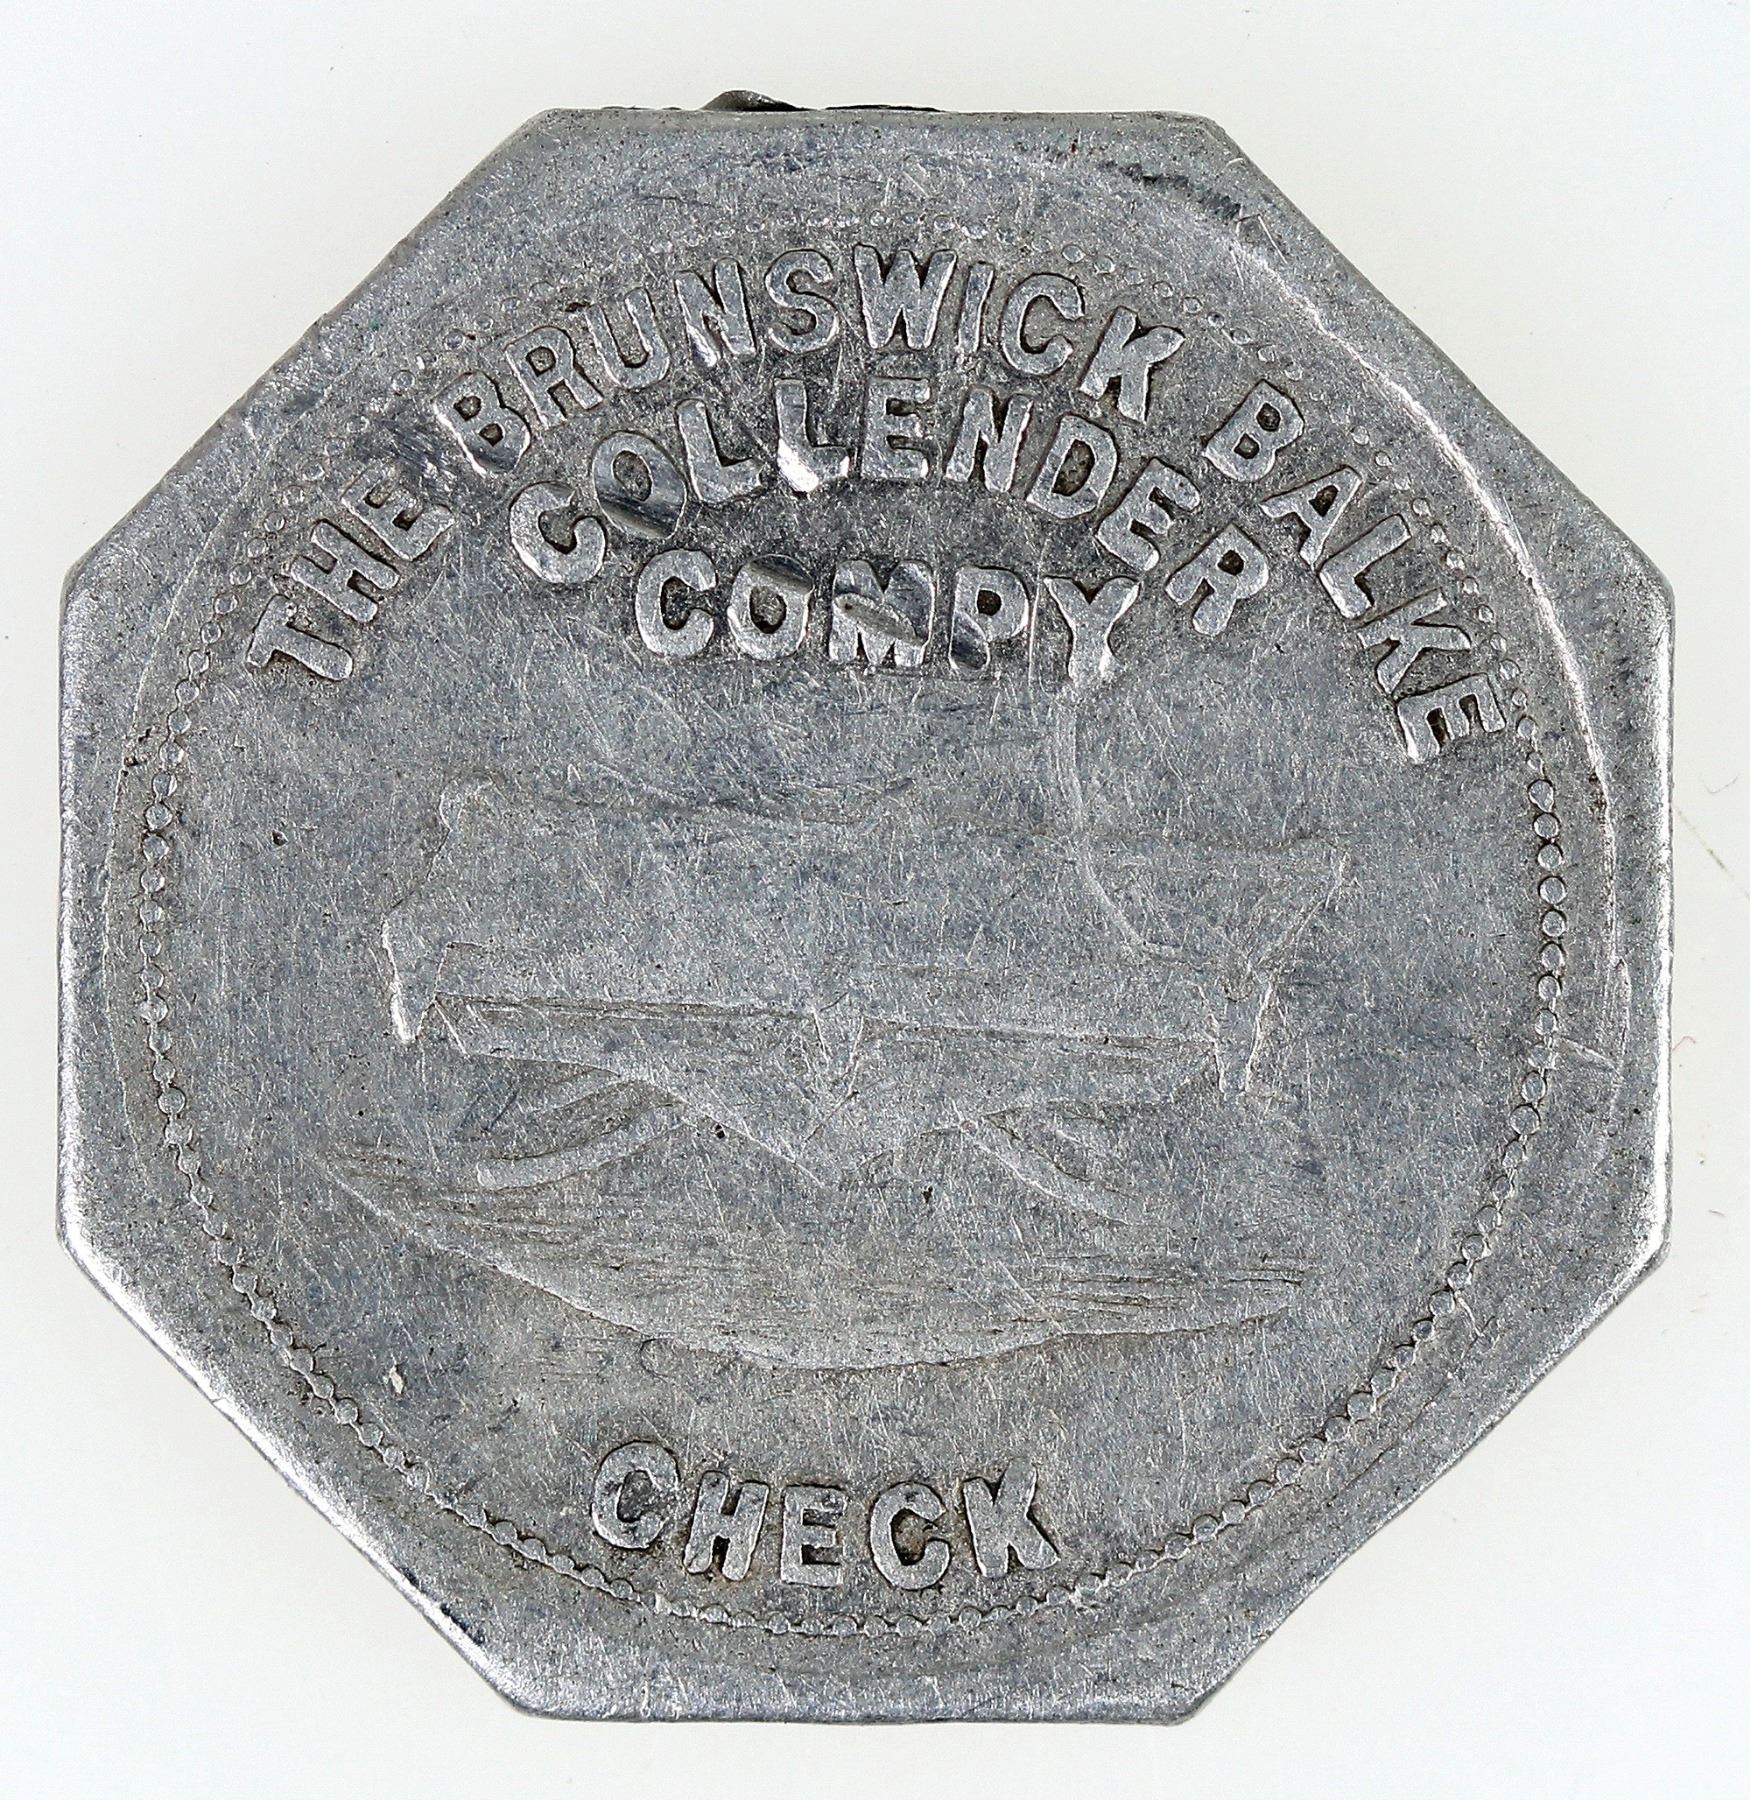 THE BRUNSWICK BALKE
COLLENDER
COMPY
CHECK